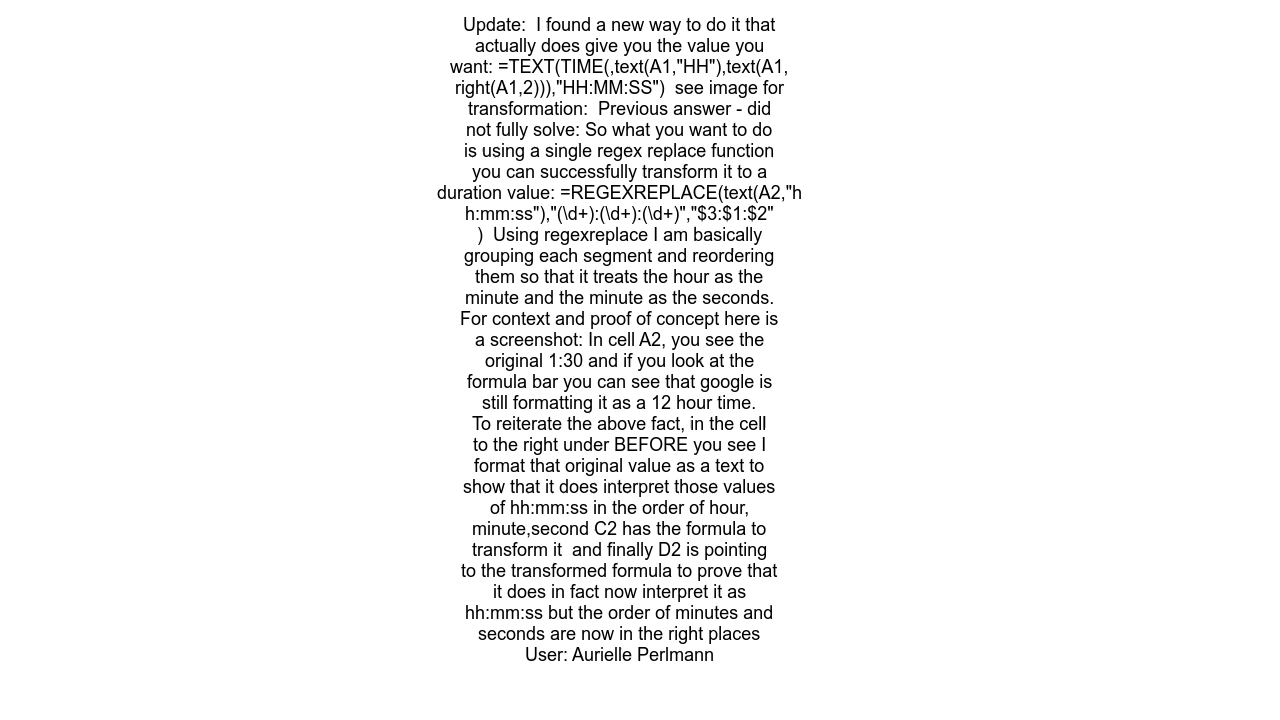 Update:  I found a new way to do it that
actually does give you the value you
want: =TEXT(TIME(,text(A1,"HH"),text(A1,
right(A1,2))),"HH:MM:SS")  see image for
transformation:  Previous answer - did
not fully solve: So what you want to do
is using a single regex replace function
you can successfully transform it to a
duration value: =REGEXREPLACE(text(A2,"h
h:mm:ss"),"(\d+):(\d+):(\d+)","$3:$1:$2"
)  Using regexreplace I am basically
grouping each segment and reordering
them so that it treats the hour as the
minute and the minute as the seconds.
For context and proof of concept here is
a screenshot: In cell A2, you see the
original 1:30 and if you look at the
formula bar you can see that google is
still formatting it as a 12 hour time.
To reiterate the above fact, in the cell
to the right under BEFORE you see I
format that original value as a text to
show that it does interpret those values
of hh:mm:ss in the order of hour,
minute,second C2 has the formula to
transform it  and finally D2 is pointing
to the transformed formula to prove that
it does in fact now interpret it as
hh:mm:ss but the order of minutes and
seconds are now in the right places
User: Aurielle Perlmann